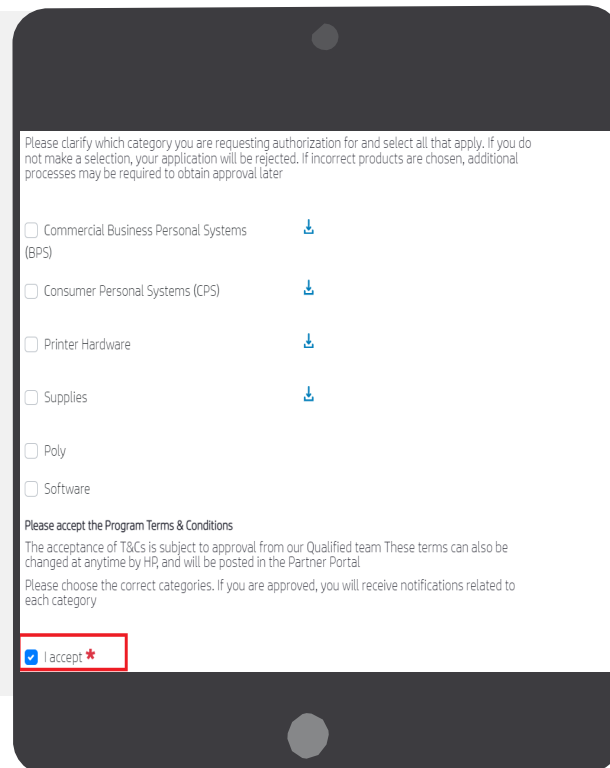 Please clarify which category you are requesting authorization for and select all that apply. If you do
not make a selection, your application will be rejected. If incorrect products are chosen, additional
processes may be required to obtain approval later
Commercial Business Personal Systems
(BPS)
Consumer Personal Systems (CPS)
Printer Hardware
Supplies
Poly
Software
Please accept the Program Terms & Conditions
The acceptance of T&Cs is subject to approval from our Qualified team These terms can also be
changed at anytime by HP, and will be posted in the Partner Portal
Please choose the correct categories. If you are approved, you will receive notifications related to
each category
I accept *